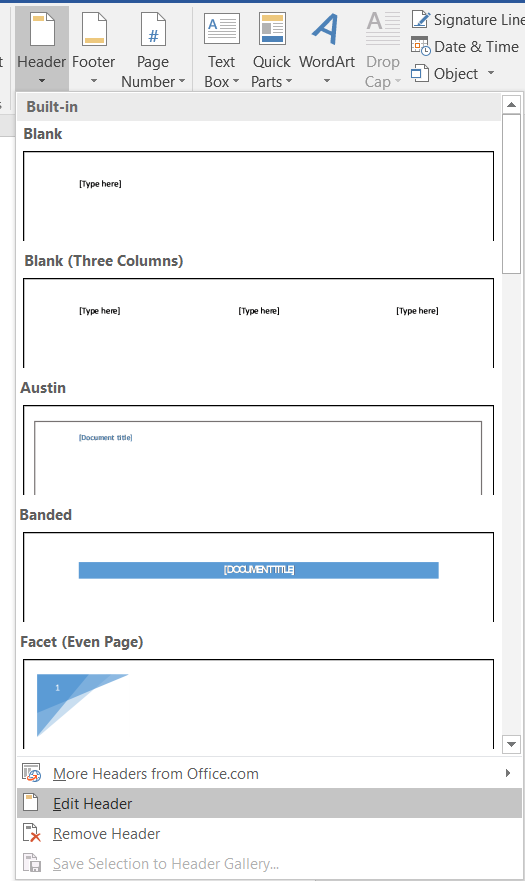 Header
Footer
Page
Number
#
Text
Box
A
Quick
Parts
WordArt
A
Drop
Cap
A
Signature Line
Date & Time
Object
Built-in
Blank
[Type here]
Blank (Three Columns)
[Type here] [Type here] [Type here]
Austin
[Document title]
Banded
[DOCUMENT TITLE]
Facet (Even Page)
1
More Headers from Office.com
Edit Header
Remove Header
Save Selection to Header Gallery...